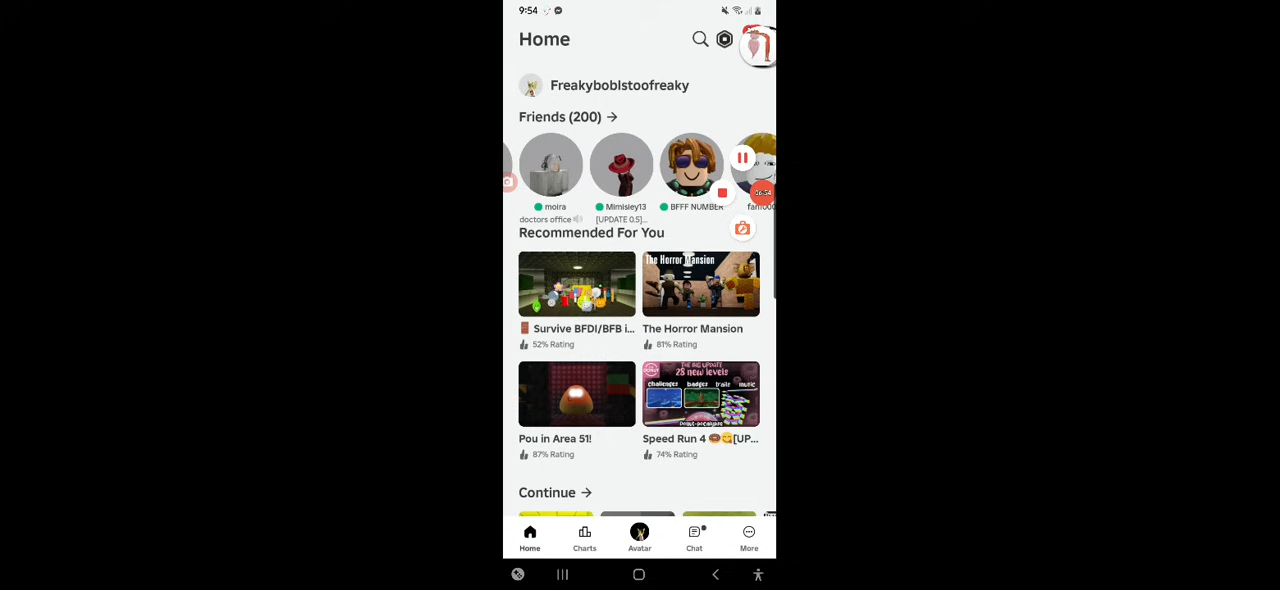 9:54
Home
FreakybobIstoofreaky
Friends (200)
moira
Mimisley13
BFFF NUMBER
doctors office
[UPDATE 0.5]...
Recommended For You
The Horror Mansion
Survive BFDI/BFB i...
The Horror Mansion
52% Rating
81% Rating
THE BIG UPDATE
28 new levels
challenges
badges
trails
music
Pou in Area 51!
Speed Run 4 🍩😋[UP...
87% Rating
74% Rating
Continue
Home
Charts
Avatar
Chat
More